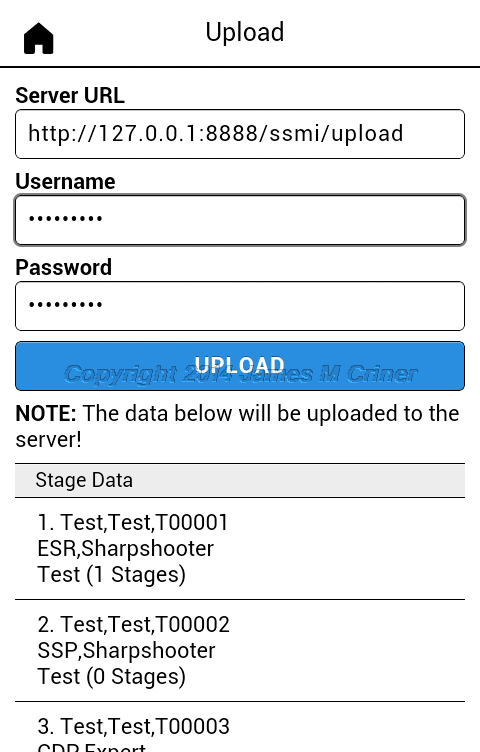 Upload
Server URL
http://127.0.0.1:8888/ssmi/upload
Username
•••••••••
Password
•••••••••
UPLOAD
Copyright 2014 James M Criner
NOTE: The data below will be uploaded to the
server!
Stage Data
1. Test,Test,T00001
ESR,Sharpshooter
Test (1 Stages)
2. Test,Test,T00002
SSP,Sharpshooter
Test (0 Stages)
3. Test,Test,T00003
CDP,Expert